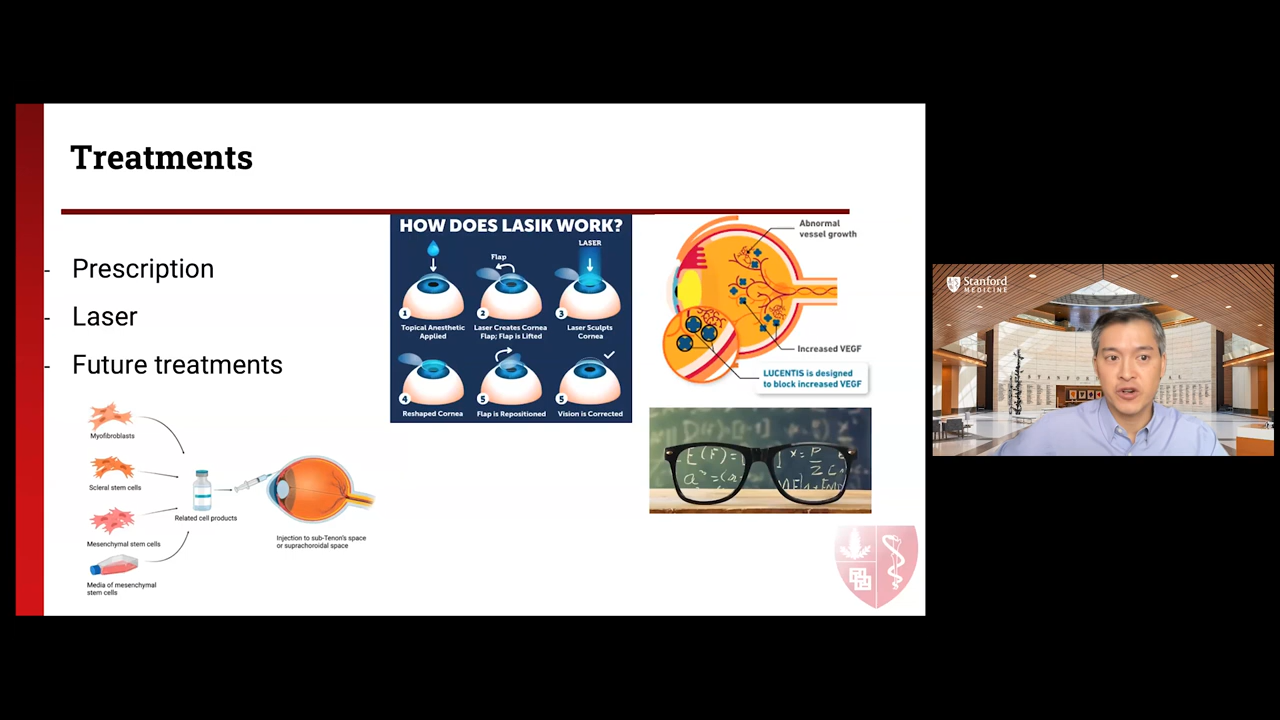 Treatments
- Prescription
- Laser
- Future treatments
HOW DOES LASIK WORK?
LASER
Flap
1
2
3
Topical Anesthetic
Applied
Laser Creates Cornea
Flap; Flap is Lifted
Laser Sculpts
Cornea
4
5
5
Reshaped Cornea
Flap is Repositioned
Vision is Corrected
Abnormal
vessel growth
Increased VEGF
LUCENTIS is designed
to block increased VEGF
Myofibroblasts
Scleral stem cells
Mesenchymal stem cells
Media of mesenchymal
stem cells
Related cell products
Injection to sub-Tenon's space
or suprachoroidal space
E(F)=
Stanford
MEDICINE